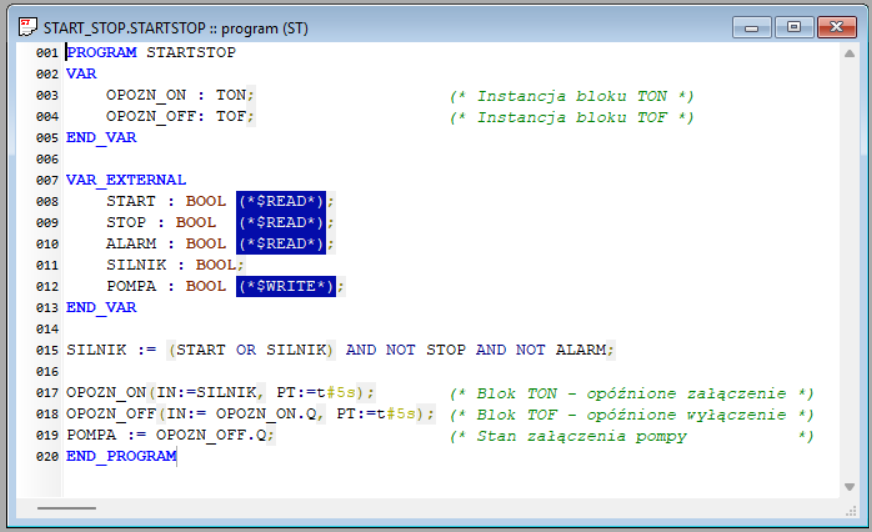 START_STOP.STARTSTOP :: program (ST)
001 PROGRAM STARTSTOP
002 VAR
003 OPOZN_ON : TON; (* Instancja bloku TON *)
004 OPOZN_OFF: TOF; (* Instancja bloku TOF *)
005 END_VAR
006
007 VAR_EXTERNAL
008 START : BOOL (*$READ*);
009 STOP : BOOL (*$READ*);
010 ALARM : BOOL (*$READ*);
011 SILNIK : BOOL;
012 POMPA : BOOL (*$WRITE*);
013 END_VAR
014
015 SILNIK := (START OR SILNIK) AND NOT STOP AND NOT ALARM;
016
017 OPOZN_ON(IN:=SILNIK, PT:=t#5s); (* Blok TON - opóźnione załączenie *)
018 OPOZN_OFF(IN:= OPOZN_ON.Q, PT:=t#5s); (* Blok TOF - opóźnione wyłączenie *)
019 POMPA := OPOZN_OFF.Q; (* Stan załączenia pompy *)
020 END_PROGRAM